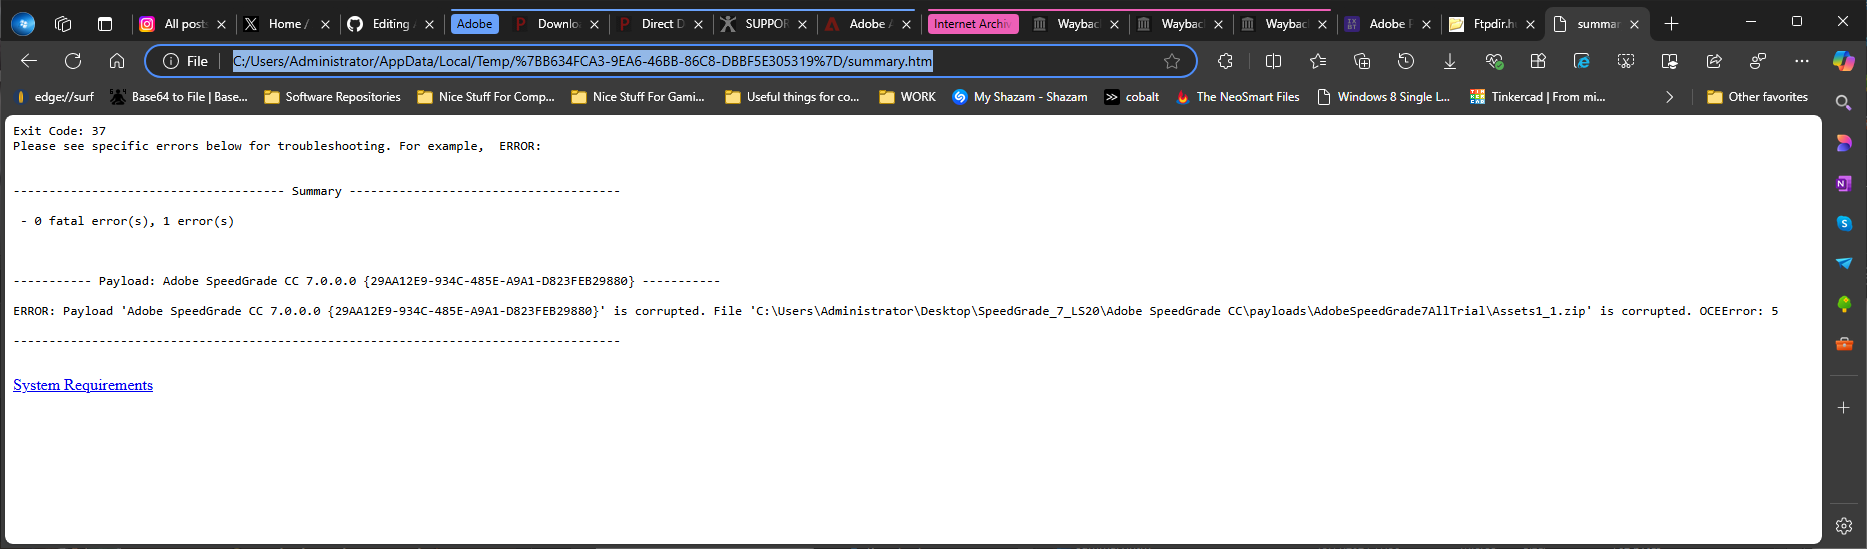 All posts
Home /
Editing
Adobe
Downlo
Direct D
SUPPOR
Adobe A
Internet Archiv
Wayba
Wayba
Wayba
Adobe P
Ftpdir.h
summar
File
C:/Users/Administrator/AppData/Local/Temp/%7BB634FCA3-9EA6-46BB-86C8-DBBF5E305319%7D/summary.htm
edge://surf
Base64 to File | Base...
Software Repositories
Nice Stuff For Comp...
Nice Stuff For Gami...
Useful things for co...
WORK
My Shazam - Shazam
cobalt
The NeoSmart Files
Windows 8 Single L...
Tinkercad | From mi...
Other favorites
Exit Code: 37
Please see specific errors below for troubleshooting. For example,  ERROR:
-------------------------------------- Summary --------------------------------------
- 0 fatal error(s), 1 error(s)
----------- Payload: Adobe SpeedGrade CC 7.0.0.0 {29AA12E9-934C-485E-A9A1-D823FEB29880} -----------
ERROR: Payload 'Adobe SpeedGrade CC 7.0.0.0 {29AA12E9-934C-485E-A9A1-D823FEB29880}' is corrupted. File 'C:\Users\Administrator\Desktop\SpeedGrade_7_LS20\Adobe SpeedGrade CC\payloads\AdobeSpeedGrade7AllTrial\Assets1_1.zip' is corrupted. OCEError: 5
-------------------------------------------------------------------------------------
System Requirements